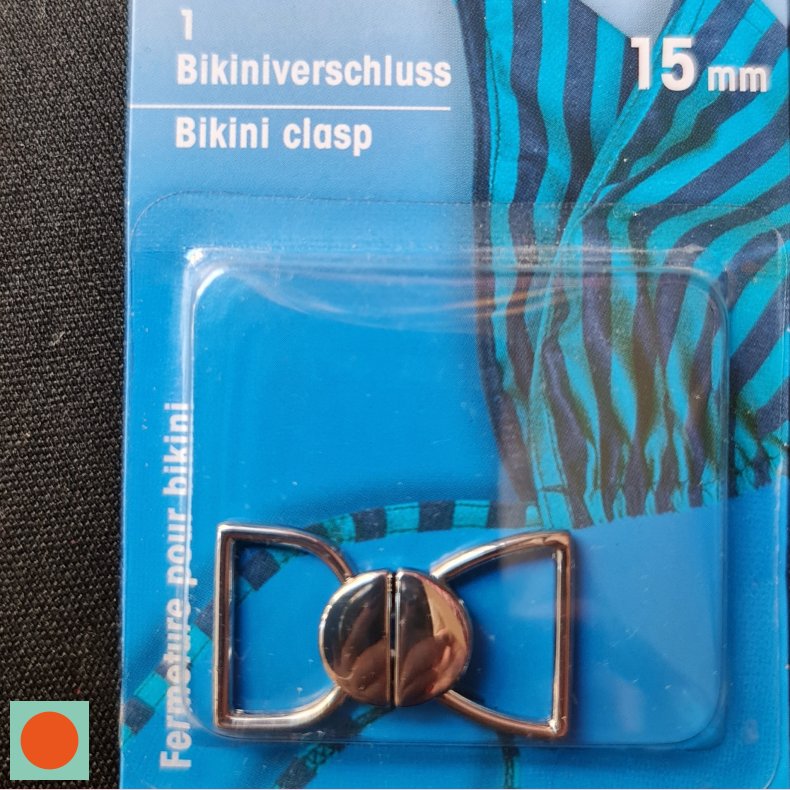 1
Bikiniverschluss
Bikini clasp
15 mm
Fermeture pour bikini